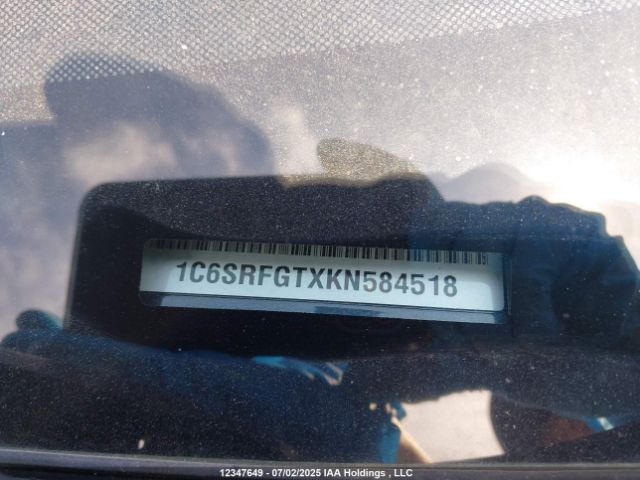 1C6SRFGTXKN584518
12347649 - 07/02/2025 IAA Holdings , LLC